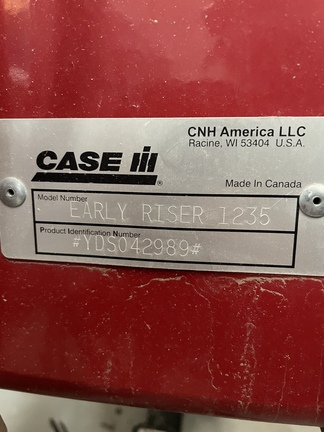 CNH America LLC
Racine, WI 53404 U.S.A.
CASE IH
®
Made in Canada
Model Number
EARLY RISER 1235
Product Identification Number
#YDS042989#